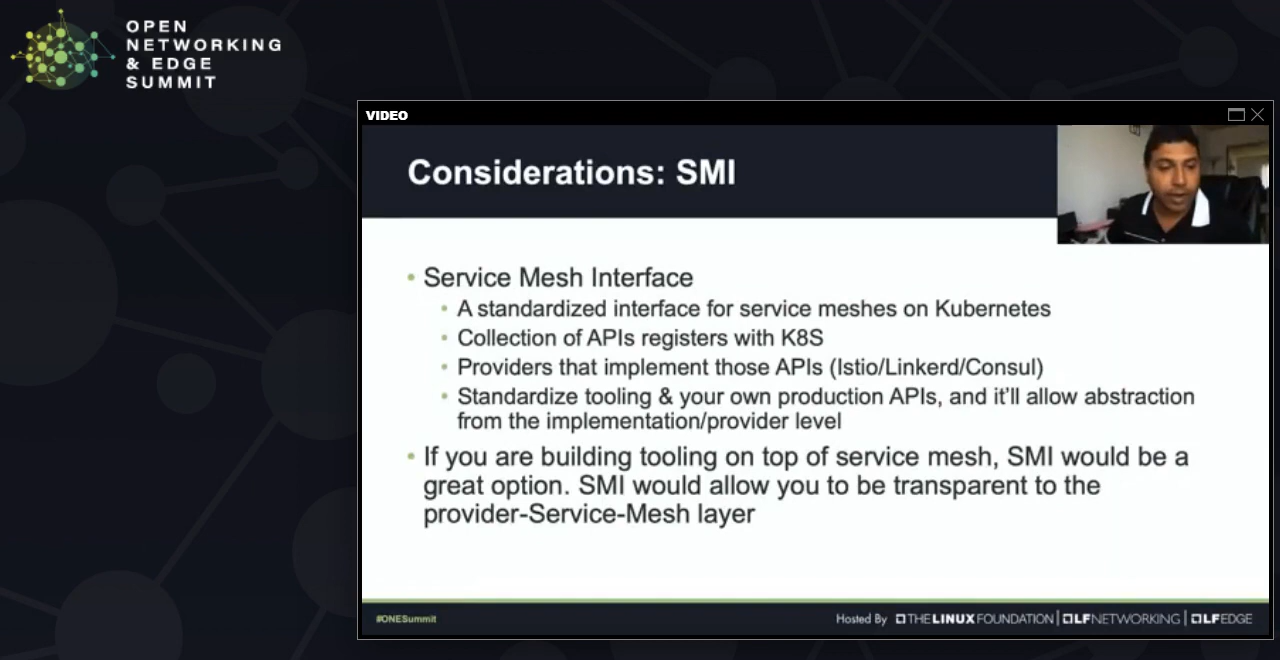 OPEN
NETWORKING
& EDGE
SUMMIT
VIDEO
Considerations: SMI
• Service Mesh Interface
• A standardized interface for service meshes on Kubernetes
• Collection of APIs registers with K8S
• Providers that implement those APIs (Istio/Linkerd/Consul)
• Standardize tooling & your own production APIs, and it'll allow abstraction
from the implementation/provider level
• If you are building tooling on top of service mesh, SMI would be a
great option. SMI would allow you to be transparent to the
provider-Service-Mesh layer
#ONESummit
Hosted By THE LINUX FOUNDATION | LF NETWORKING | LF EDGE